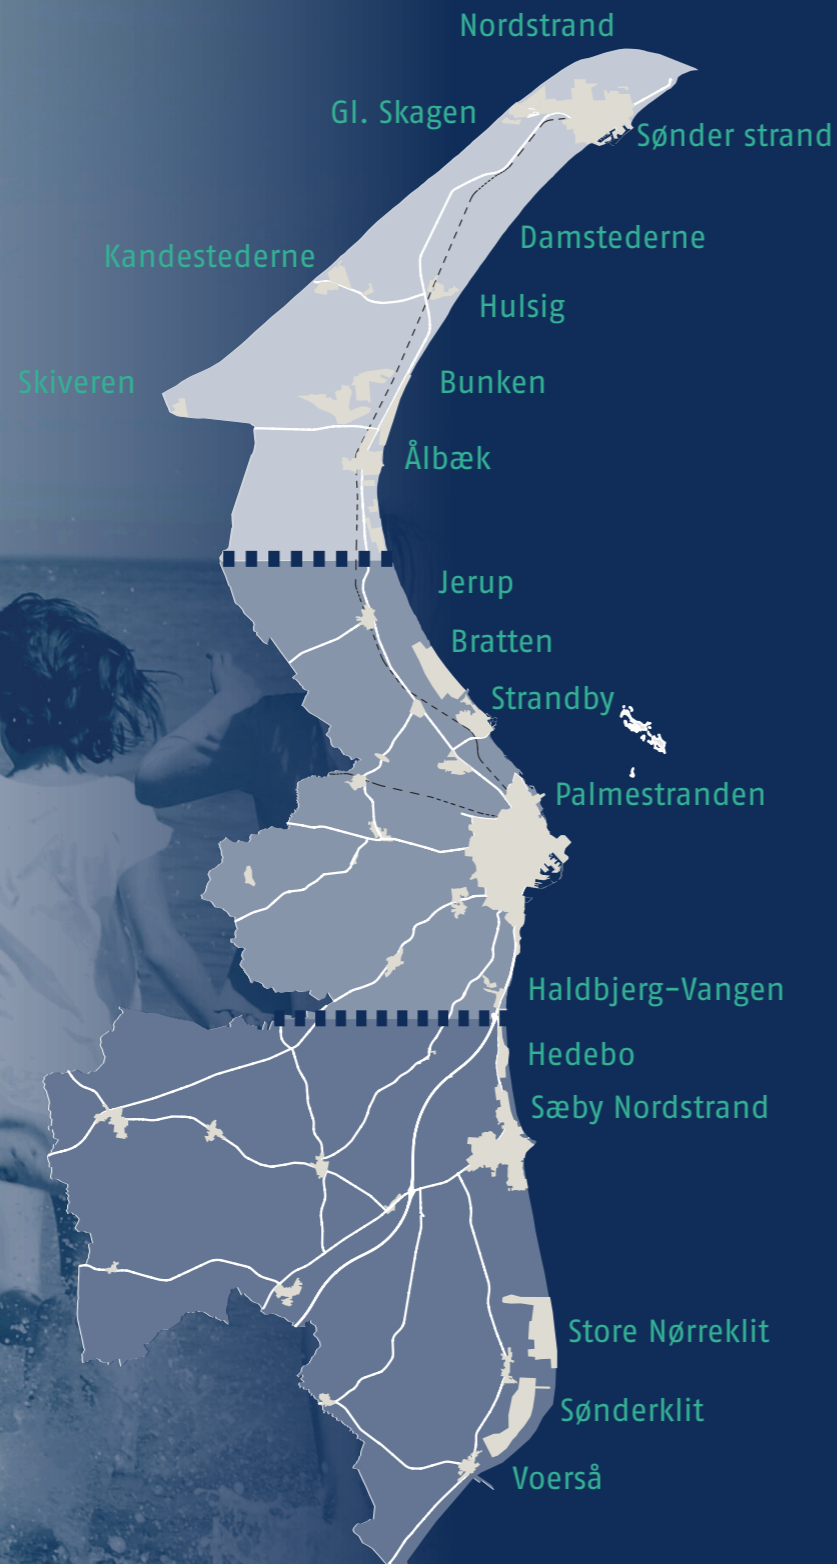 Nordstrand
Gl. Skagen
Sønder strand
Damstederne
Kandestederne
Hulsig
Skiveren
Bunken
Ålbæk
Jerup
Bratten
Strandby
Palmestranden
Haldbjerg-Vangen
Hedebo
Sæby Nordstrand
Store Nørreklit
Sønderklit
Voerså